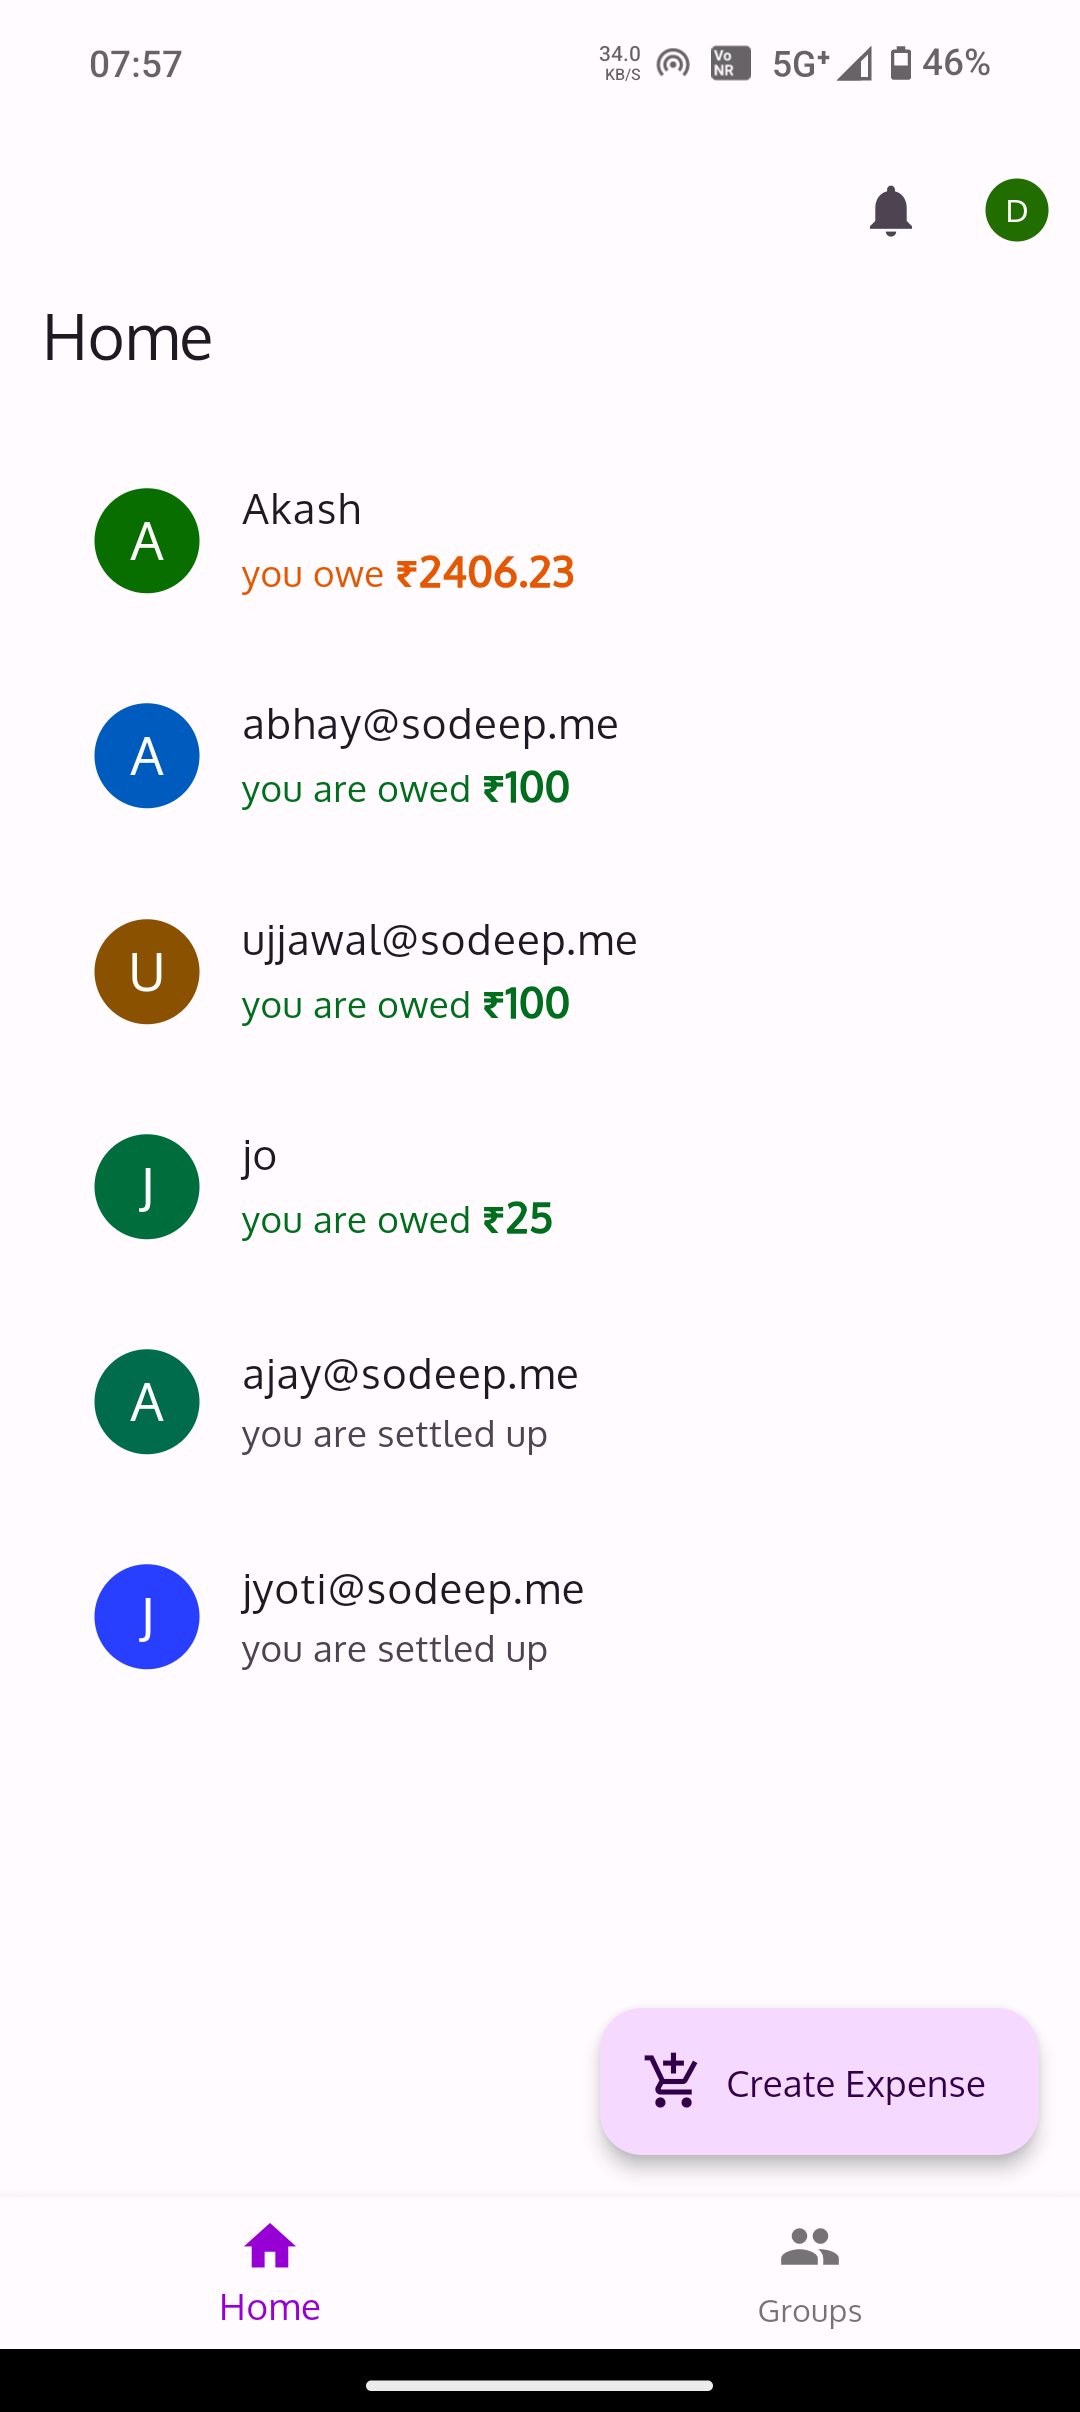 07:57
34.0
KB/S
Vo
NR
5G+
46%
D
Home
A
Akash
you owe ₹2406.23
A
abhay@sodeep.me
you are owed ₹100
U
ujjawal@sodeep.me
you are owed ₹100
J
jo
you are owed ₹25
A
ajay@sodeep.me
you are settled up
J
jyoti@sodeep.me
you are settled up
Create Expense
Home
Groups